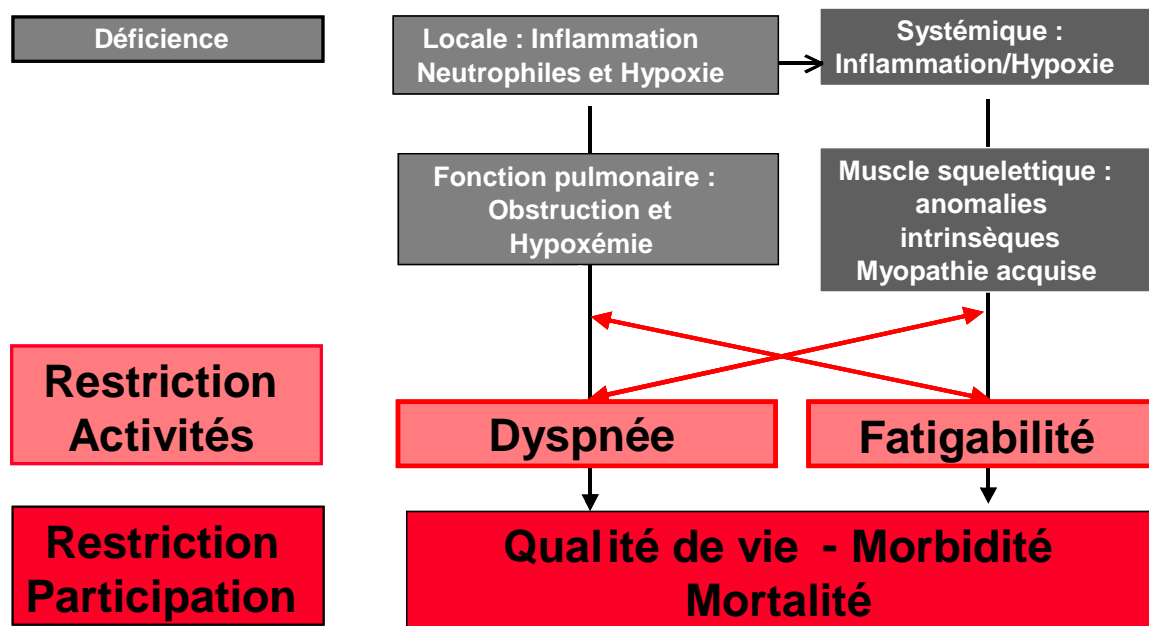 Déficience
Locale : Inflammation
Neutrophiles et Hypoxie
Systémique :
Inflammation/Hypoxie
Fonction pulmonaire :
Obstruction et
Hypoxémie
Muscle squelettique :
anomalies
intrinsèques
Myopathie acquise
Restriction
Activités
Dyspnée
Fatigabilité
Restriction
Participation
Qualité de vie - Morbidité
Mortalité